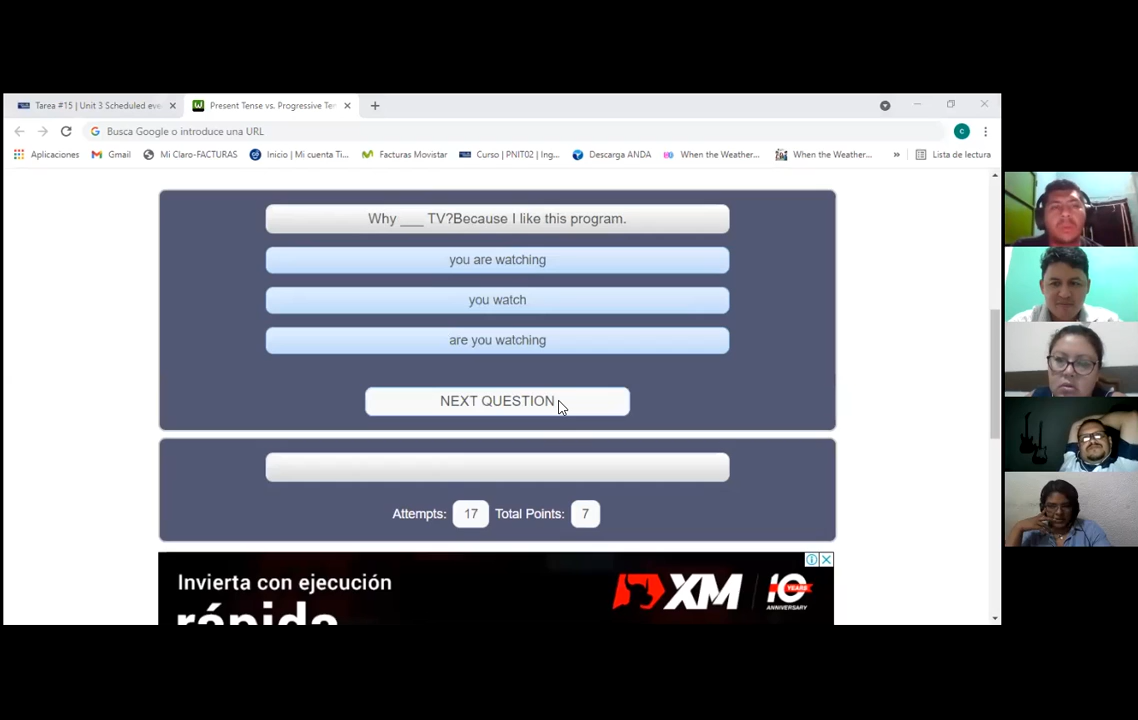 Tarea #15 | Unit 3 Scheduled eve
Present Tense vs. Progressive Ten
Busca Google o introduce una URL
Aplicaciones
Gmail
Mi Claro-FACTURAS
Inicio | Mi cuenta Ti...
Facturas Movistar
Curso | PNIT02 | Ing...
Descarga ANDA
When the Weather...
When the Weather...
»
Lista de lectura
Why ___ TV?Because I like this program.
you are watching
you watch
are you watching
NEXT QUESTION
Attempts: 17 Total Points: 7
Invierta con ejecución
rápida
XM
10
YEARS
ANNIVERSARY